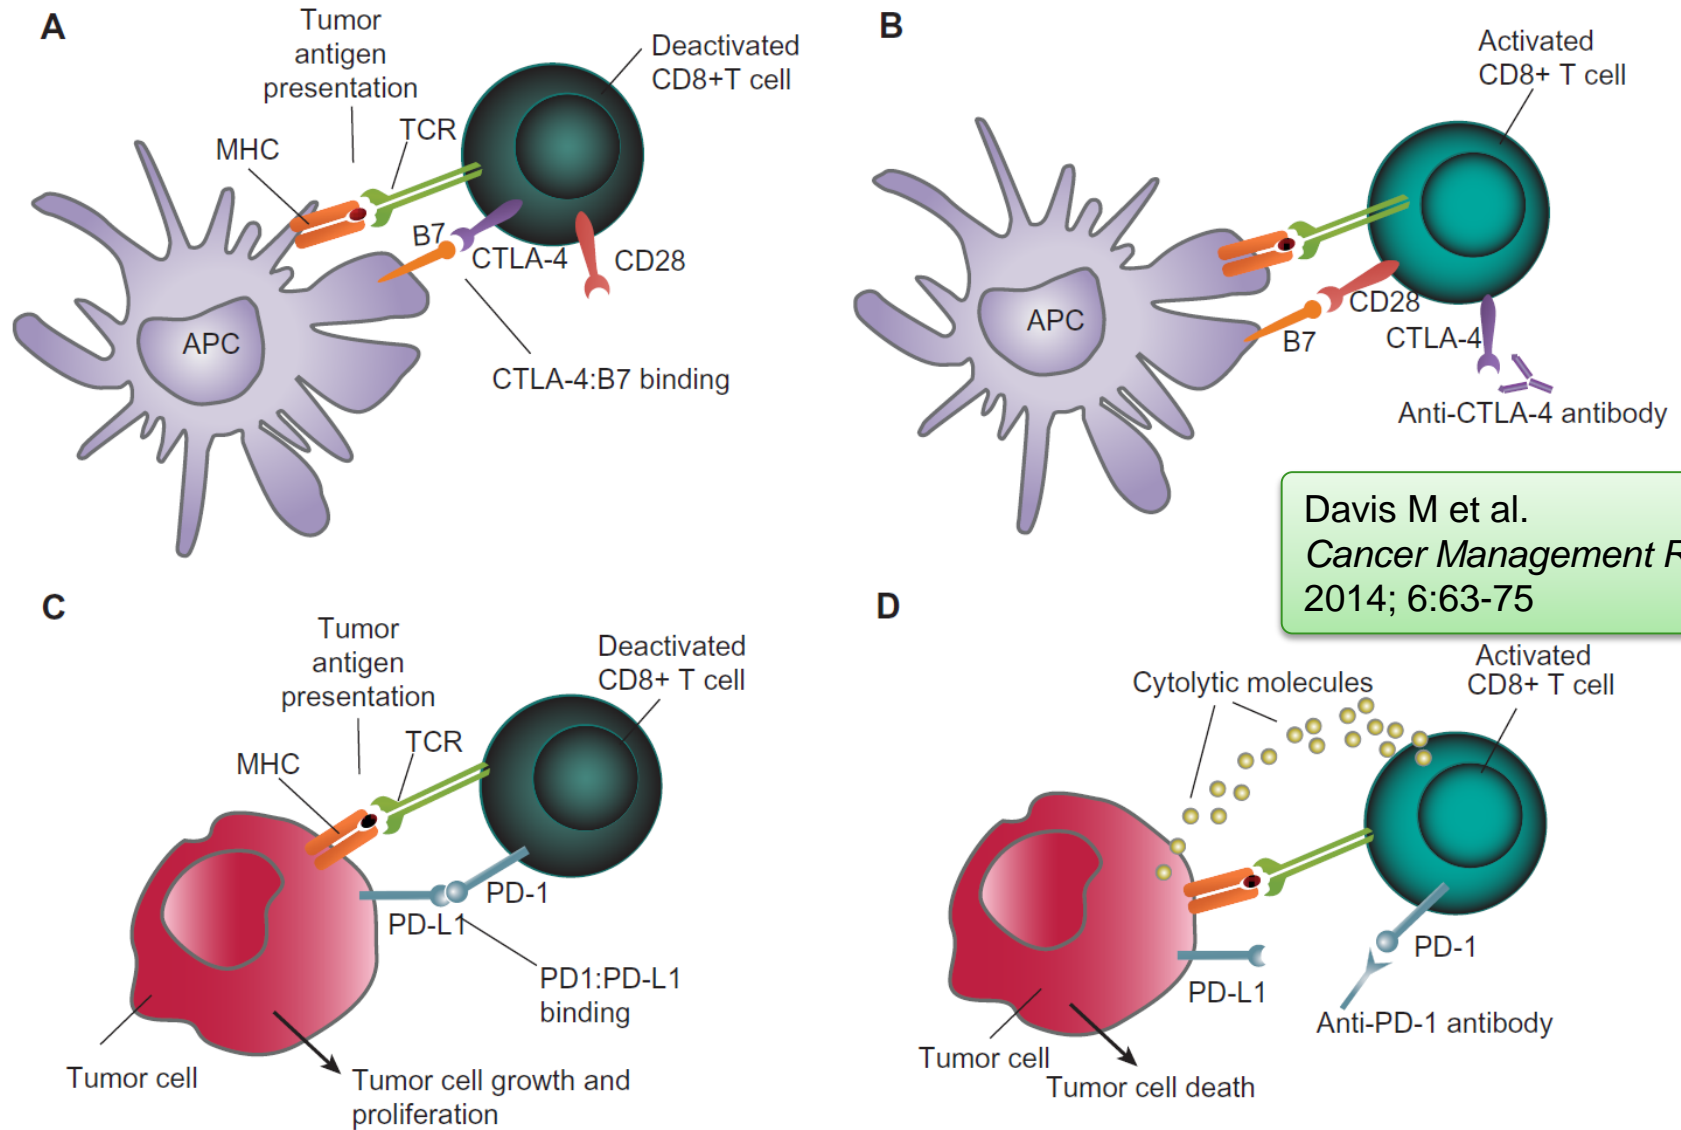 A
Tumor
antigen
presentation
Deactivated
CD8+T cell
MHC
TCR
B7
CTLA-4
CD28
APC
CTLA-4:B7 binding
B
Activated
CD8+ T cell
APC
CD28
B7
CTLA-4
Anti-CTLA-4 antibody
Davis M et al.
Cancer Management
2014; 6:63-75
C
Tumor
antigen
presentation
Deactivated
CD8+ T cell
MHC
TCR
PD-1
PD-L1
PD1:PD-L1
binding
Tumor cell
Tumor cell growth and
proliferation
D
Cytolytic molecules
Activated
CD8+ T cell
PD-1
PD-L1
Anti-PD-1 antibody
Tumor cell
Tumor cell death